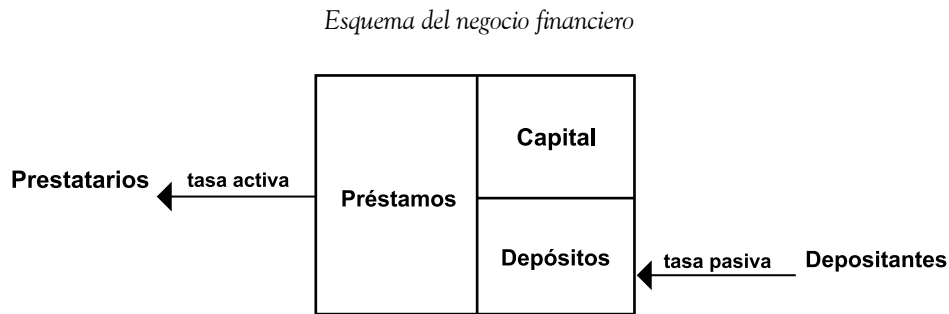 Esquema del negocio financiero
Capital
Prestatarios
tasa activa
Préstamos
Depósitos
tasa pasiva
Depositantes